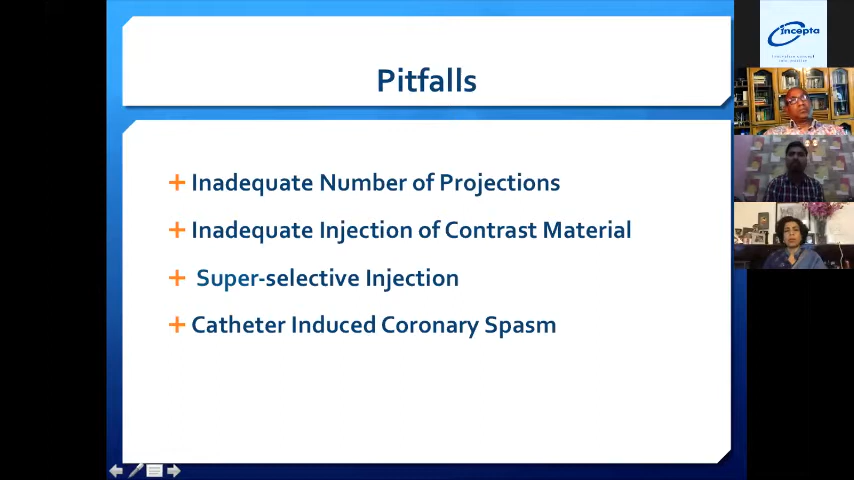 Pitfalls
Inadequate Number of Projections
Inadequate Injection of Contrast Material
Super-selective Injection
Catheter Induced Coronary Spasm
incepta